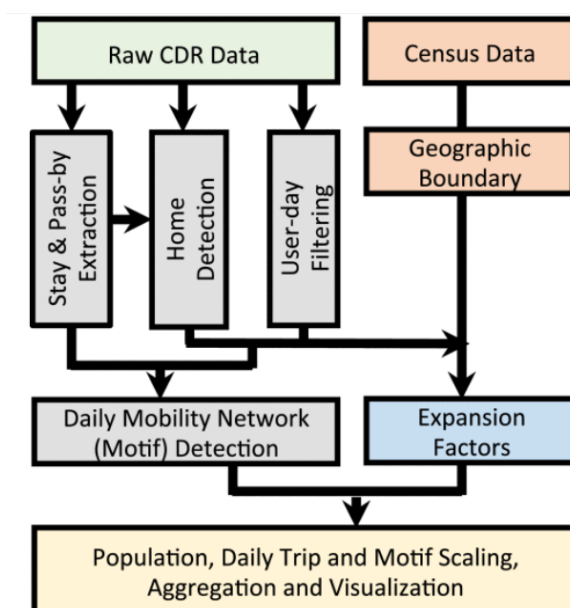 Raw CDR Data
Census Data
Stay & Pass-by
Extraction
Home
Detection
User-day
Filtering
Geographic
Boundary
Daily Mobility Network
(Motif) Detection
Expansion
Factors
Population, Daily Trip and Motif Scaling,
Aggregation and Visualization